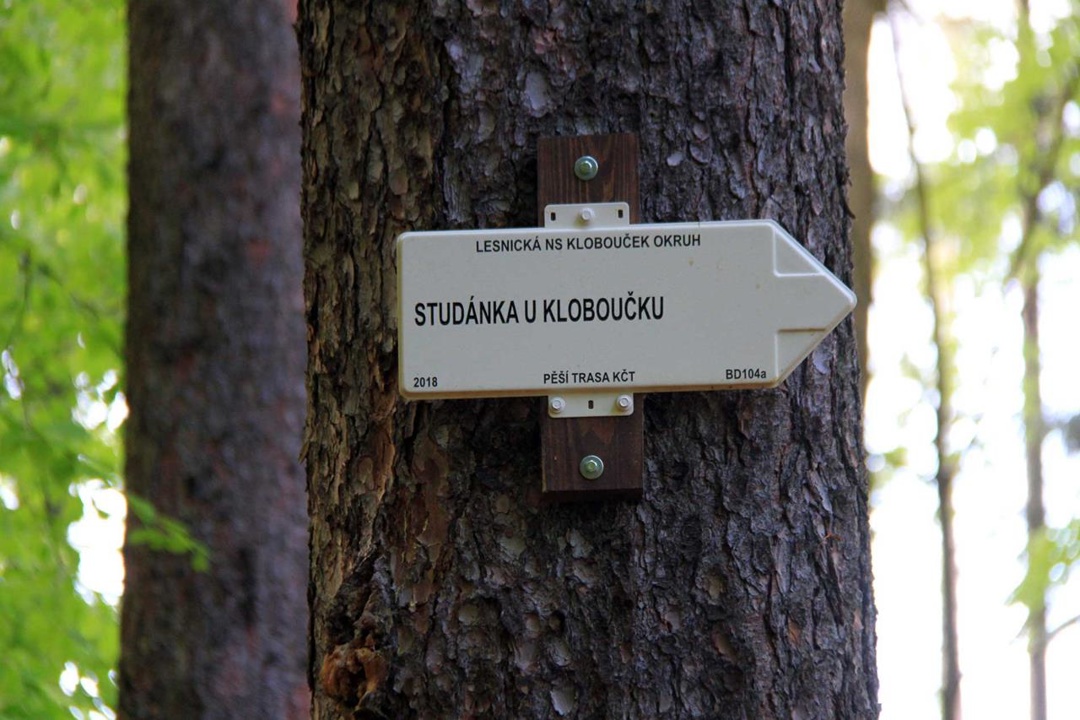 LESNICKÁ NS KLOBOUČEK OKRUH
STUDÁNKA U KLOBOUČKU
2018 PĚŠÍ TRASA KČT BD104a